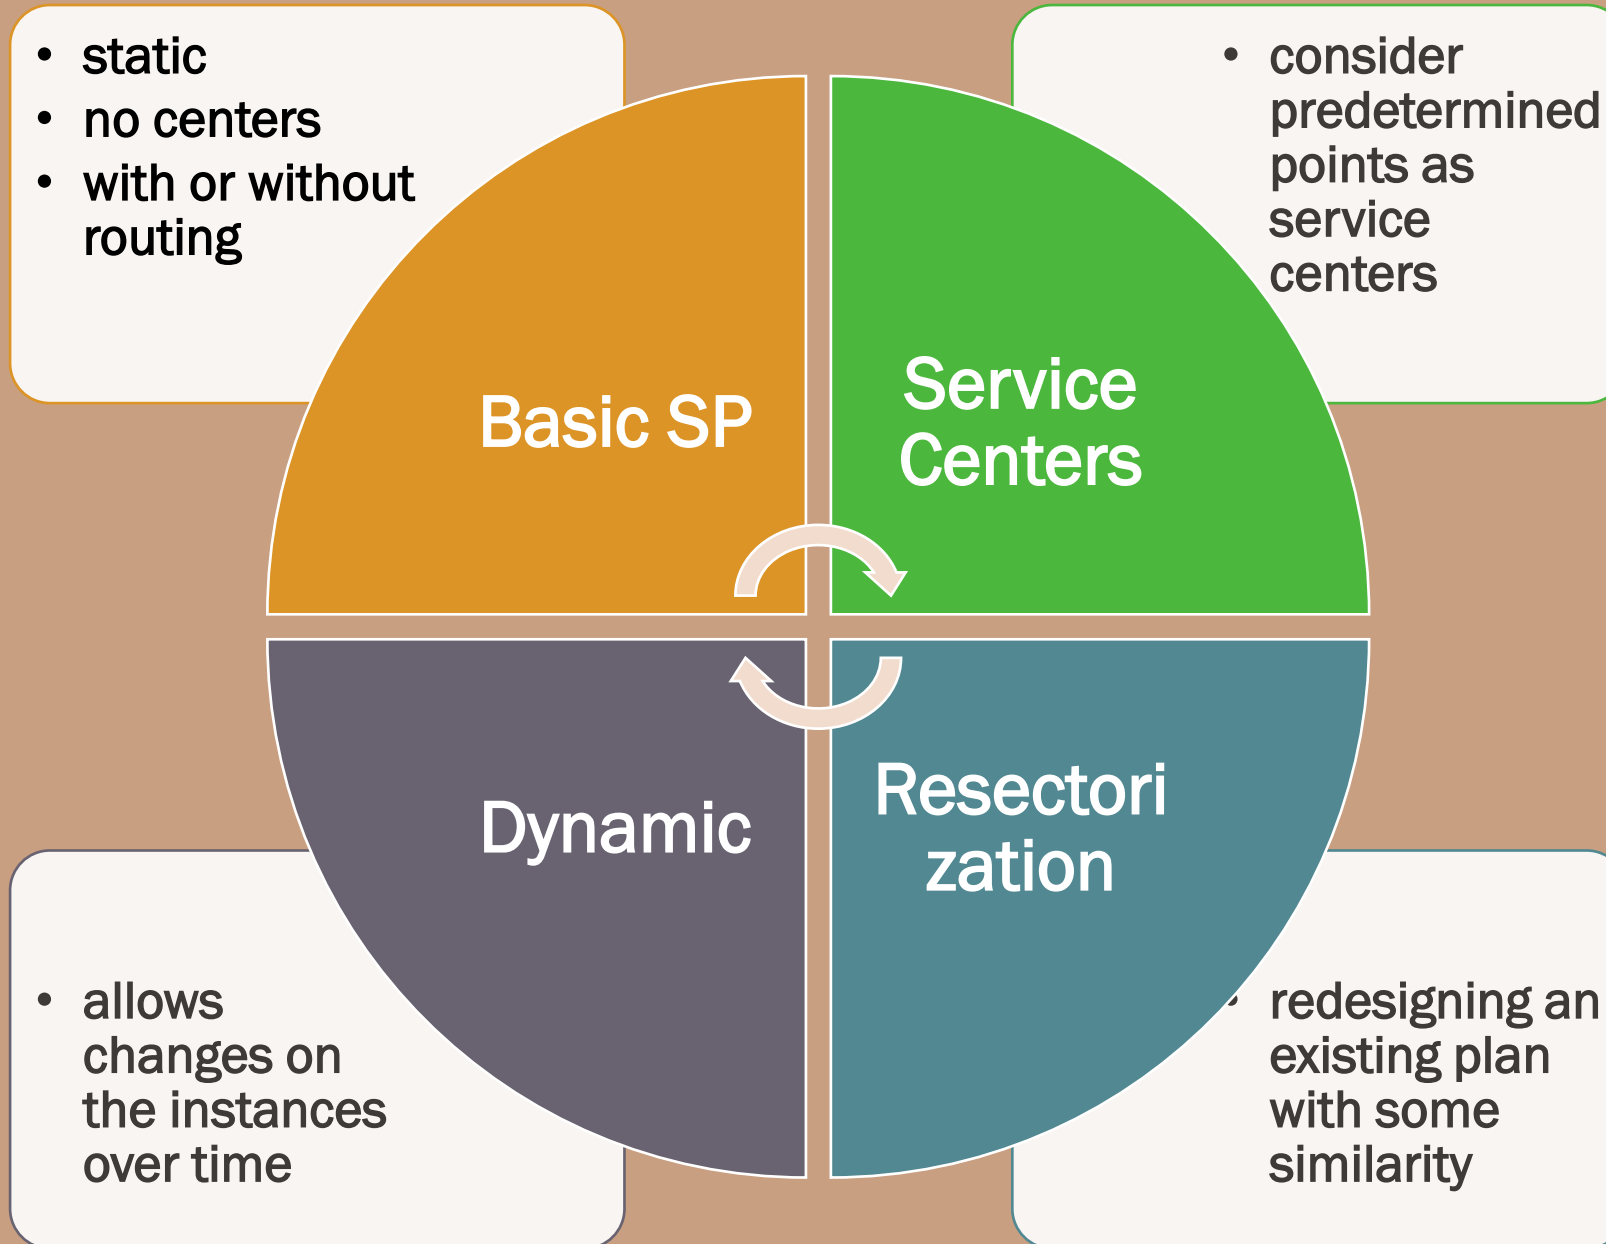 • static
• no centers
• with or without
routing
• consider
predetermined
points as
service
centers
Basic SP
Service
Centers
Dynamic
Resectori
zation
• allows
changes on
the instances
over time
• redesigning an
existing plan
with some
similarity